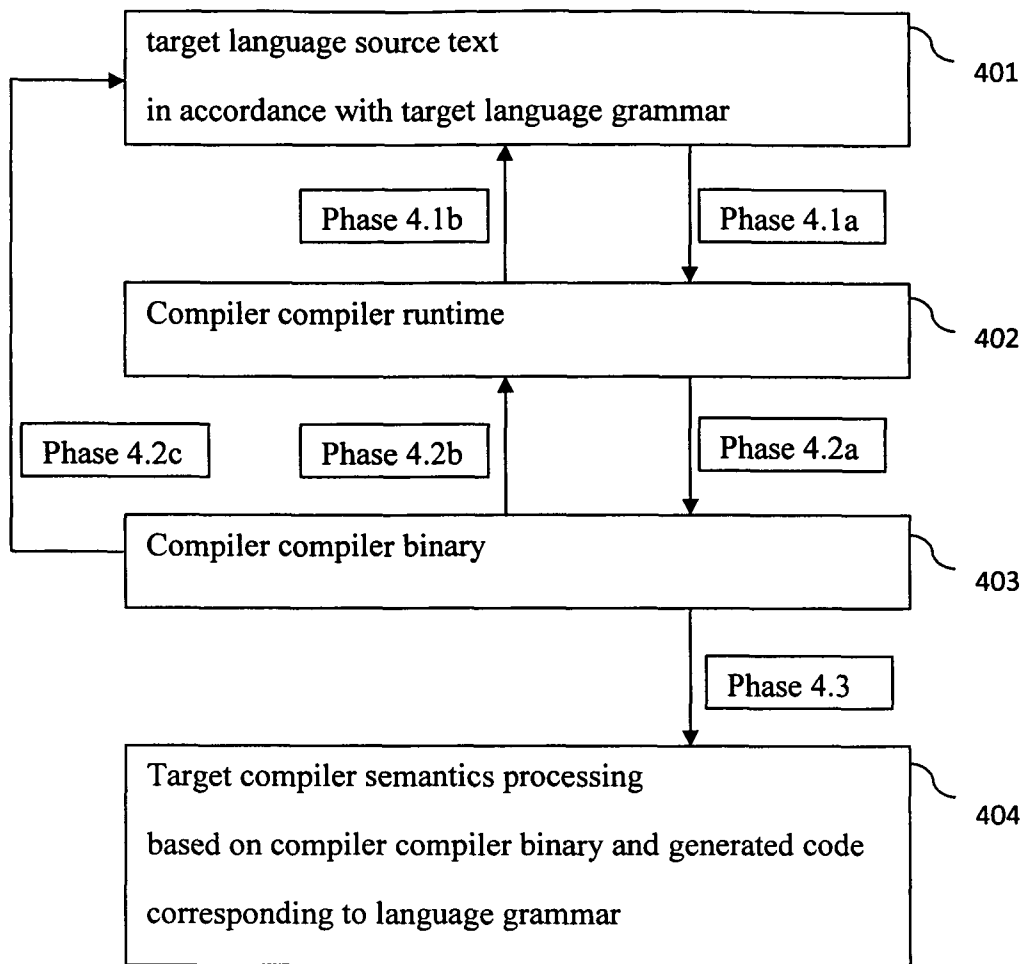 target language source text
in accordance with target language grammar
401
Phase 4.1b
Phase 4.1a
Compiler compiler runtime
402
Phase 4.2c
Phase 4.2b
Phase 4.2a
Compiler compiler binary
403
Phase 4.3
Target compiler semantics processing
based on compiler compiler binary and generated code
corresponding to language grammar
404